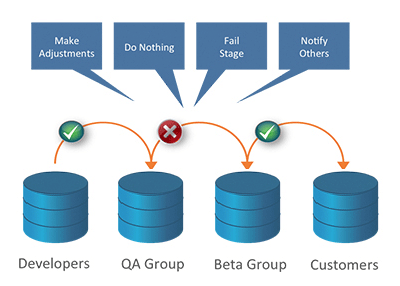 Make
Adjustments
Do Nothing
Fail
Stage
Notify
Others
Developers
QA Group
Beta Group
Customers